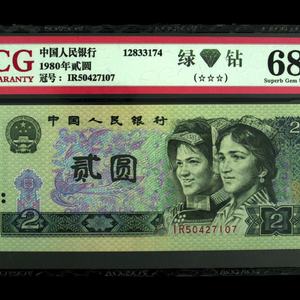 CG
WARRANTY
中国人民银行
1980年贰圆
冠号： IR50427107
12833174
绿 钻
(☆☆☆)
68
Superb Gem
中国人民银行
贰圆
2
2
IR50427107